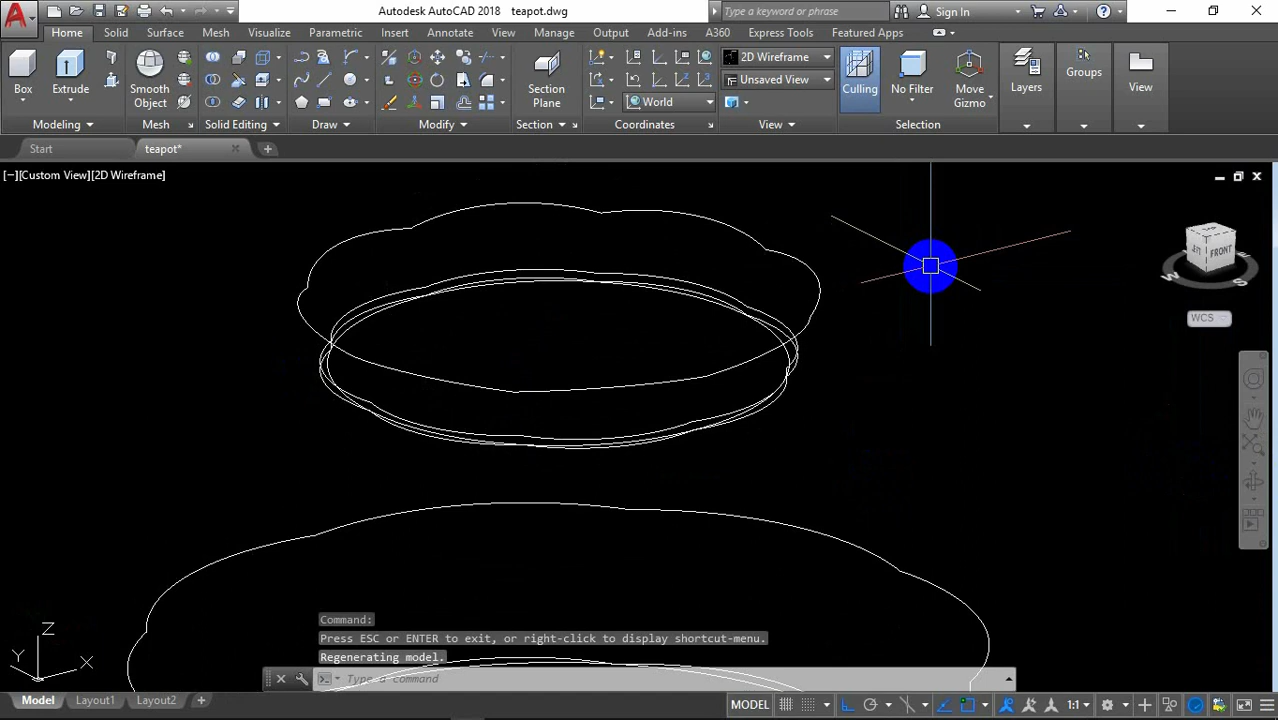 Autodesk AutoCAD 2018 teapot.dwg
Type a keyword or phrase
Sign In
Home Solid Surface Mesh Visualize Parametric Insert Annotate View Manage Output Add-ins A360 Express Tools Featured Apps
Box
Extrude
Smooth
Object
Section
Plane
World
2D Wireframe
Unsaved View
Culling
No Filter
Move
Gizmo
Layers
Groups
View
Modeling Mesh Solid Editing Draw Modify Section Coordinates View Selection
Start teapot*
[−][Custom View][2D Wireframe]
FRONT
W S
WCS
Z
Y
X
Command:
Press ESC or ENTER to exit, or right-click to display shortcut-menu.
Regenerating model.
Type a command
Model Layout1 Layout2
MODEL
1:1